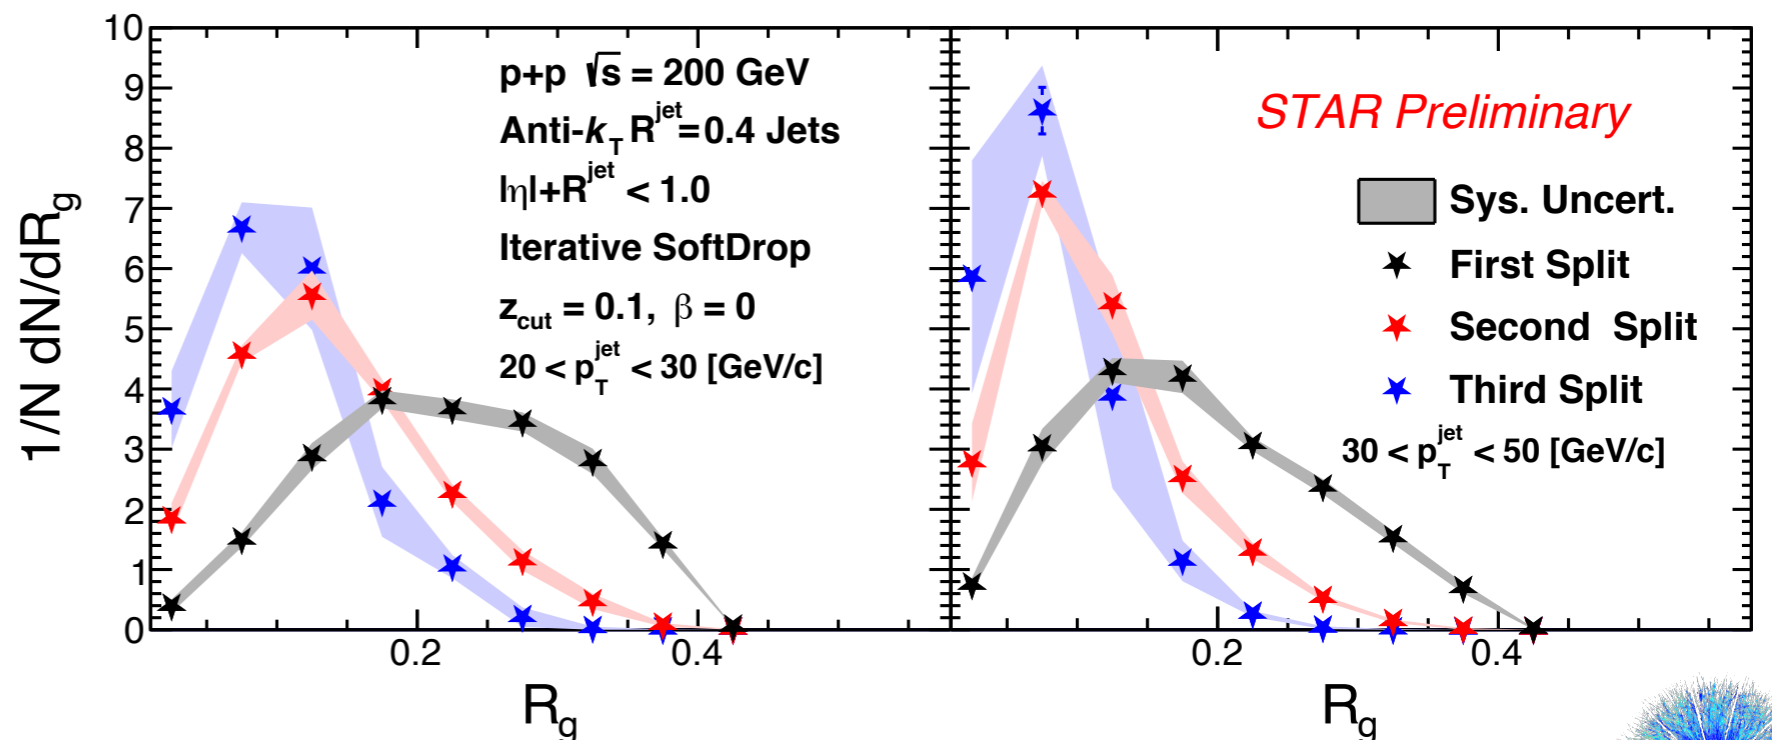 1/N dN/dRg
10
9
8
7
6
5
4
3
2
1
0
p+p √s = 200 GeV
Anti-kT Rjet=0.4 Jets
|η|+Rjet < 1.0
Iterative SoftDrop
zcut = 0.1, β = 0
20 < pTjet < 30 [GeV/c]
0.2
0.4
Rg
STAR Preliminary
Sys. Uncert.
First Split
Second Split
Third Split
30 < pTjet < 50 [GeV/c]
0.2
0.4
Rg